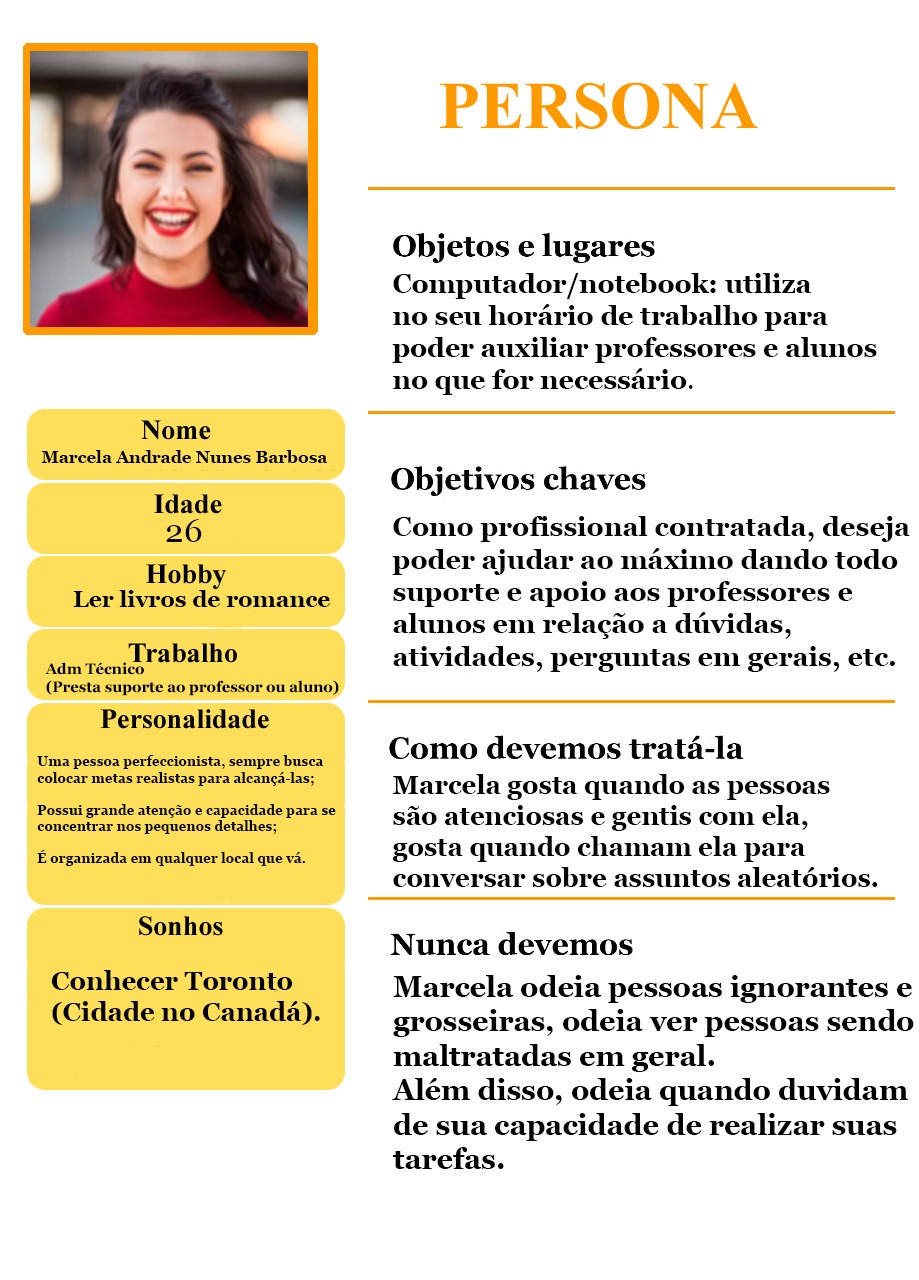 PERSONA
Objetos e lugares
Computador/notebook: utiliza
no seu horário de trabalho para
poder auxiliar professores e alunos
no que for necessário.
Nome
Marcela Andrade Nunes Barbosa
Idade
26
Hobby
Ler livros de romance
Trabalho
Adm Técnico
(Presta suporte ao professor ou aluno)
Personalidade
Uma pessoa perfeccionista, sempre busca
colocar metas realistas para alcançá-las;
Possui grande atenção e capacidade para se
concentrar nos pequenos detalhes;
É organizada em qualquer local que vá.
Sonhos
Conhecer Toronto
(Cidade no Canadá).
Objetivos chaves
Como profissional contratada, deseja
poder ajudar ao máximo dando todo
suporte e apoio aos professores e
alunos em relação a dúvidas,
atividades, perguntas em gerais, etc.
Como devemos tratá-la
Marcela gosta quando as pessoas
são atenciosas e gentis com ela,
gosta quando chamam ela para
conversar sobre assuntos aleatórios.
Nunca devemos
Marcela odeia pessoas ignorantes e
grosseiras, odeia ver pessoas sendo
maltratadas em geral.
Além disso, odeia quando duvidam
de sua capacidade de realizar suas
tarefas.